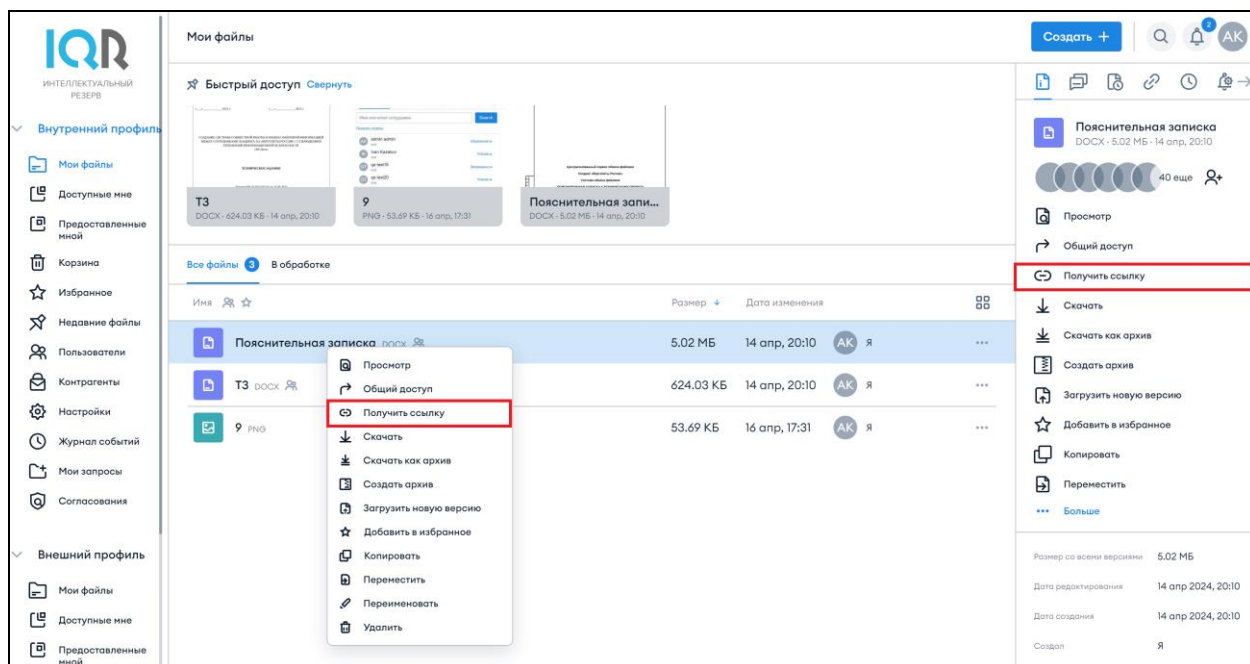 IQR
ИНТЕЛЛЕКТУАЛЬНЫЙ
РЕЗЕРВ
Внутренний профиль
Мои файлы
Доступные мне
Предоставленные
мной
Корзина
Избранное
Недавние файлы
Пользователи
Контрагенты
Настройки
Журнал событий
Мои запросы
Согласования
Внешний профиль
Мои файлы
Доступные мне
Предоставленные
мной
Мои файлы
Создать +
2
АК
Быстрый доступ Свернуть
ТЗ
DOCX - 624.03 КБ - 14 апр, 20:10
9
PNG - 53.69 КБ - 16 апр, 17:31
Пояснительная запи...
DOCX - 5.02 МБ - 14 апр, 20:10
Все файлы 3 В обработке
Имя Размер Дата изменения
Пояснительная записка DOCX 5.02 МБ 14 апр, 20:10 АК Я
ТЗ DOCX 624.03 КБ 14 апр, 20:10 АК Я
9 PNG 53.69 КБ 16 апр, 17:31 АК Я
Просмотр
Общий доступ
Получить ссылку
Скачать
Скачать как архив
Создать архив
Загрузить новую версию
Добавить в избранное
Копировать
Переместить
Переименовать
Удалить
Пояснительная записка
DOCX - 5.02 МБ - 14 апр, 20:10
40 еще
Просмотр
Общий доступ
Получить ссылку
Скачать
Скачать как архив
Создать архив
Загрузить новую версию
Добавить в избранное
Копировать
Переместить
Больше
Размер со всеми версиями 5.02 МБ
Дата редактирования 14 апр 2024, 20:10
Дата создания 14 апр 2024, 20:10
Создал Я